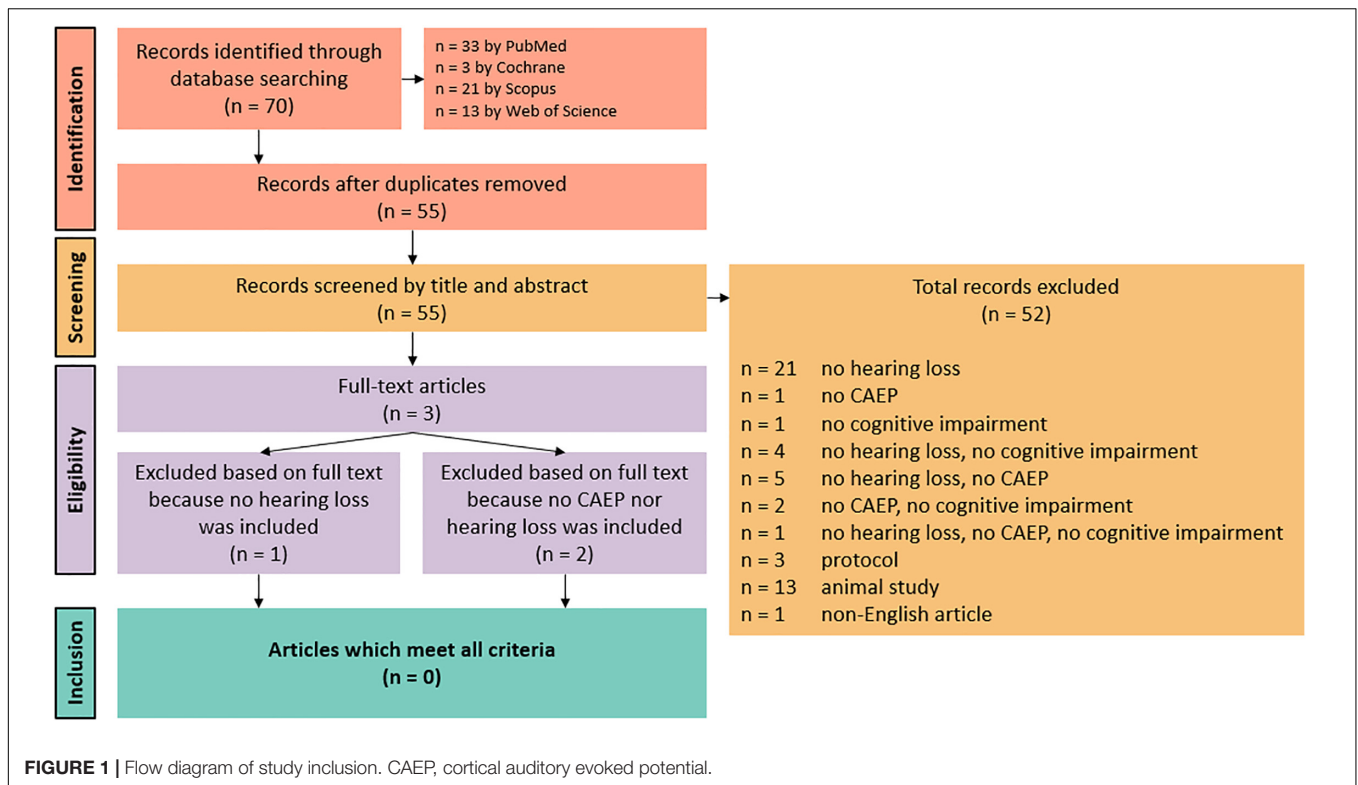 Identification
Records identified through
database searching
(n = 70)
n = 33 by PubMed
n = 3 by Cochrane
n = 21 by Scopus
n = 13 by Web of Science
Records after duplicates removed
(n = 55)
Screening
Records screened by title and abstract
(n = 55)
Total records excluded
(n = 52)
n = 21 no hearing loss
n = 1 no CAEP
n = 1 no cognitive impairment
n = 4 no hearing loss, no cognitive impairment
n = 5 no hearing loss, no CAEP
n = 2 no CAEP, no cognitive impairment
n = 1 no hearing loss, no CAEP, no cognitive impairment
n = 3 protocol
n = 13 animal study
n = 1 non-English article
Eligibility
Full-text articles
(n = 3)
Excluded based on full text
because no hearing loss
was included
(n = 1)
Excluded based on full text
because no CAEP nor
hearing loss was included
(n = 2)
Inclusion
Articles which meet all criteria
(n = 0)
FIGURE 1 | Flow diagram of study inclusion. CAEP, cortical auditory evoked potential.